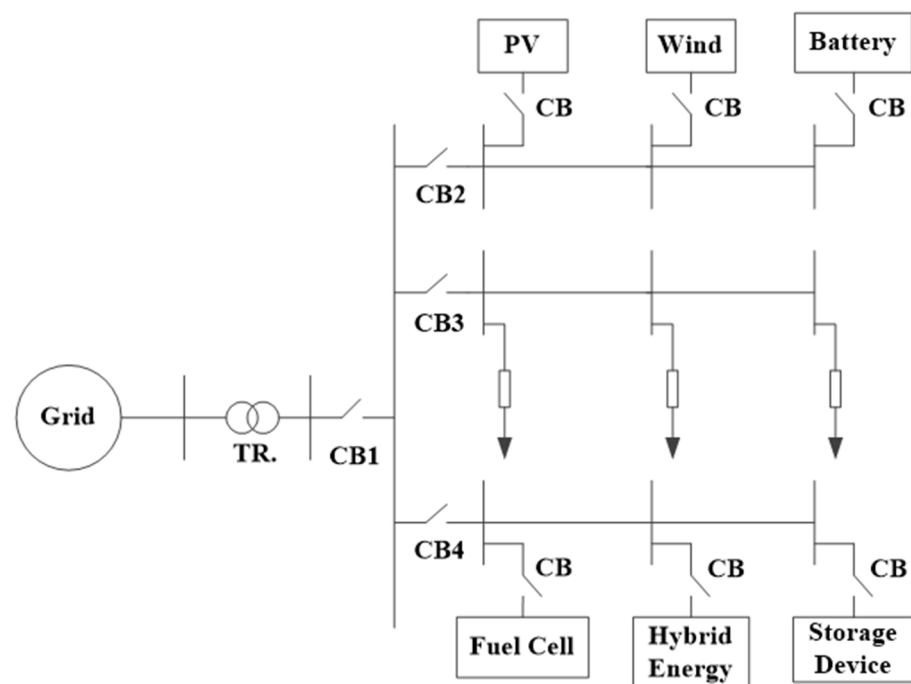 PV
Wind
Battery
CB
CB
CB
CB2
CB3
Grid
TR.
CB1
CB4
CB
CB
CB
Fuel Cell
Hybrid
Energy
Storage
Device